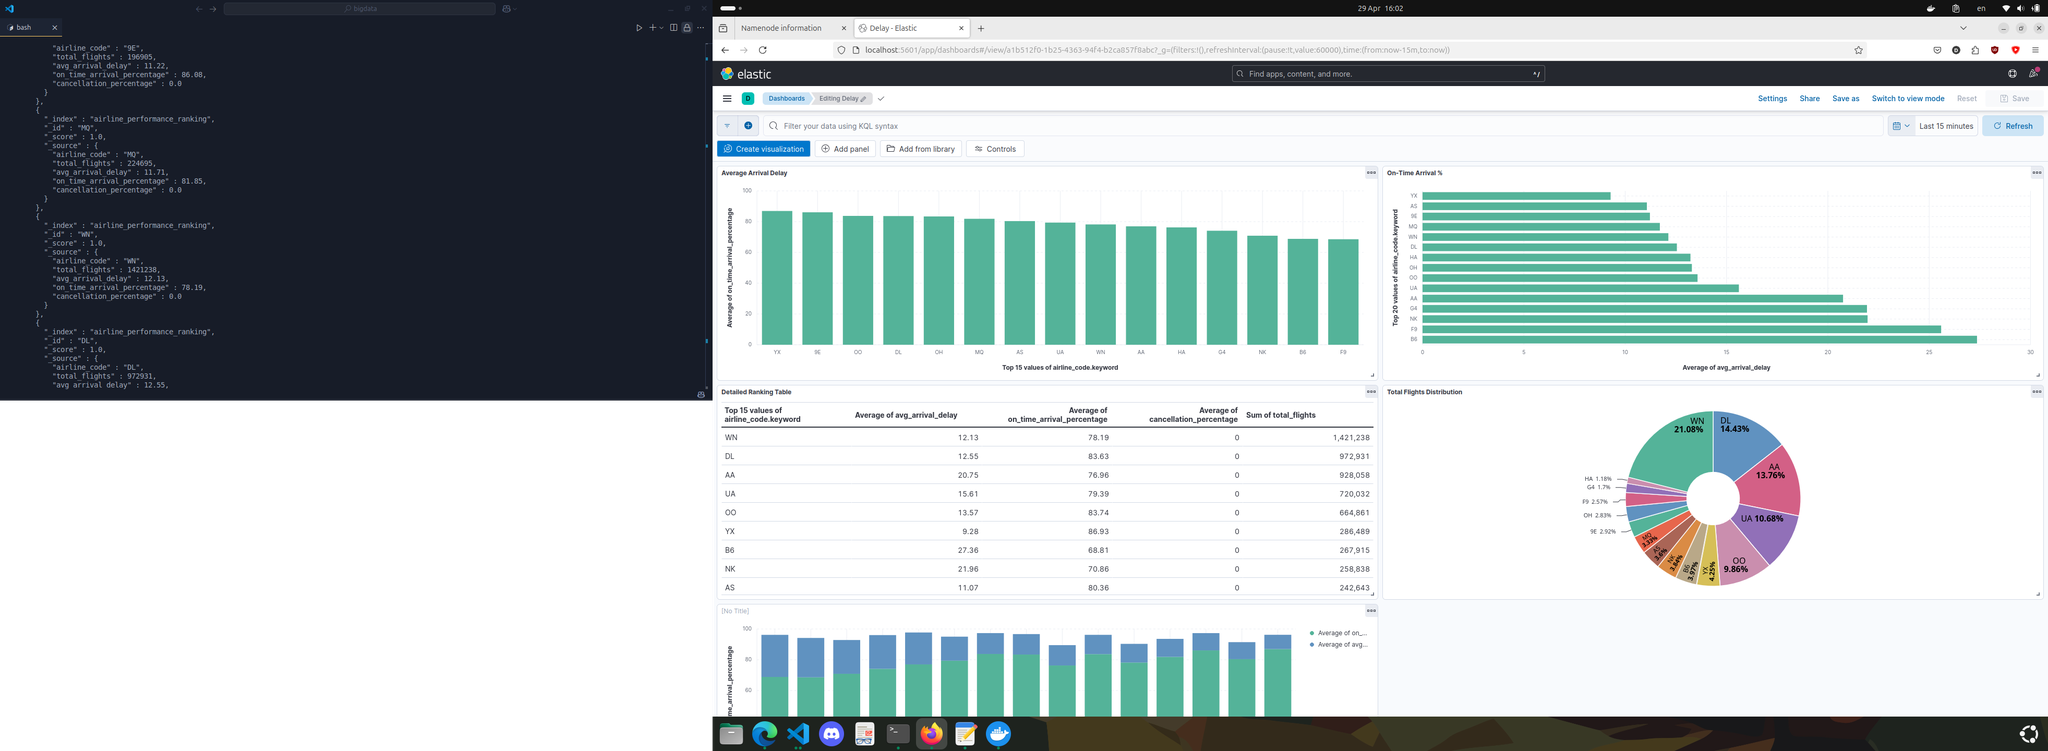 bigdata
bash
"airline_code" : "9E",
"total_flights" : 196905,
"avg_arrival_delay" : 11.22,
"on_time_arrival_percentage" : 86.08,
"cancellation_percentage" : 0.0
}
},
{
"_index" : "airline_performance_ranking",
"_id" : "MQ",
"_score" : 1.0,
"_source" : {
"airline_code" : "MQ",
"total_flights" : 224695,
"avg_arrival_delay" : 11.71,
"on_time_arrival_percentage" : 81.85,
"cancellation_percentage" : 0.0
}
},
{
"_index" : "airline_performance_ranking",
"_id" : "WN",
"_score" : 1.0,
"_source" : {
"airline_code" : "WN",
"total_flights" : 1421238,
"avg_arrival_delay" : 12.13,
"on_time_arrival_percentage" : 78.19,
"cancellation_percentage" : 0.0
}
},
{
"_index" : "airline_performance_ranking",
"_id" : "DL",
"_score" : 1.0,
"_source" : {
"airline_code" : "DL",
"total_flights" : 972931,
"avg_arrival_delay" : 12.55,
29 Apr 16:02
en
Namenode information
Delay - Elastic
localhost:5601/app/dashboards#/view/a1b512f0-1b25-4363-94f4-b2ca857f8abc?_g=(filters:!(),refreshInterval:(pause:!t,value:60000),time:(from:now-15m,to:now))
elastic
Find apps, content, and more.
^/
D
Dashboards
Editing Delay
Settings
Share
Save as
Switch to view mode
Reset
Save
Filter your data using KQL syntax
Last 15 minutes
Refresh
Create visualization
Add panel
Add from library
Controls
Average Arrival Delay
Average of on_time_arrival_percentage
100
80
60
40
20
0
YX 9E OO DL OH MQ AS UA WN AA HA G4 NK B6 F9
Top 15 values of airline_code.keyword
On-Time Arrival %
Top 20 values of airline_code.keyword
YX
AS
9E
MQ
WN
DL
HA
OH
OO
UA
AA
G4
NK
F9
B6
0 5 10 15 20 25 30
Average of avg_arrival_delay
Detailed Ranking Table
Top 15 values of airline_code.keyword Average of avg_arrival_delay Average of on_time_arrival_percentage Average of cancellation_percentage Sum of total_flights
WN 12.13 78.19 0 1,421,238
DL 12.55 83.63 0 972,931
AA 20.75 76.96 0 928,058
UA 15.61 79.39 0 720,032
OO 13.57 83.74 0 664,861
YX 9.28 86.93 0 286,489
B6 27.36 68.81 0 267,915
NK 21.96 70.86 0 258,838
AS 11.07 80.36 0 242,643
Total Flights Distribution
WN 21.08%
DL 14.43%
AA 13.76%
UA 10.68%
OO 9.86%
YX 4.25%
B6 3.97%
NK 3.84%
AS 3.6%
MQ 3.33%
9E 2.92%
OH 2.83%
F9 2.57%
G4 1.7%
HA 1.18%
[No Title]
100
80
60
me_arrival_percentage
Average of on_...
Average of avg...